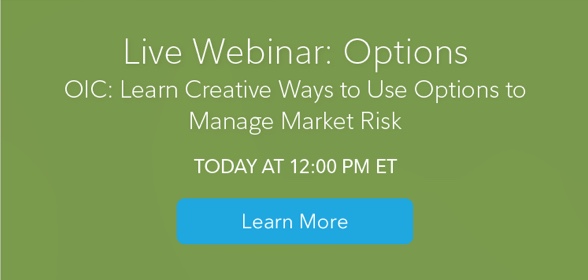 Live Webinar: Options
OIC: Learn Creative Ways to Use Options to
Manage Market Risk
TODAY AT 12:00 PM ET
Learn More